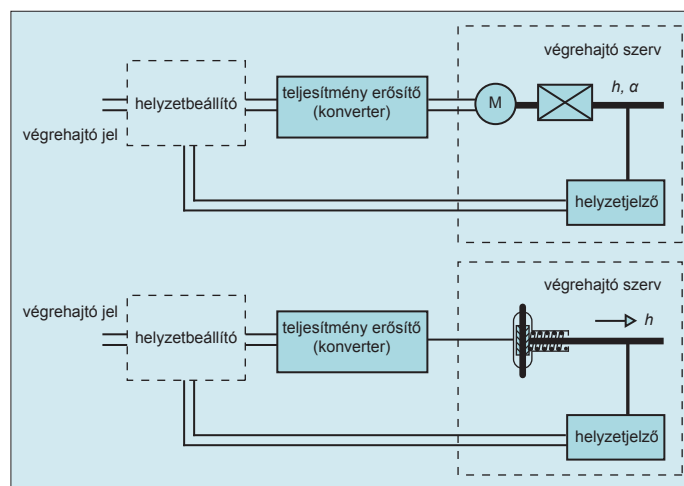 végrehajtó szerv
helyzetbeállító
teljesítmény erősítő
(konverter)
M
h, α
végrehajtó jel
helyzetjelző
végrehajtó szerv
végrehajtó jel
helyzetbeállító
teljesítmény erősítő
(konverter)
h
helyzetjelző